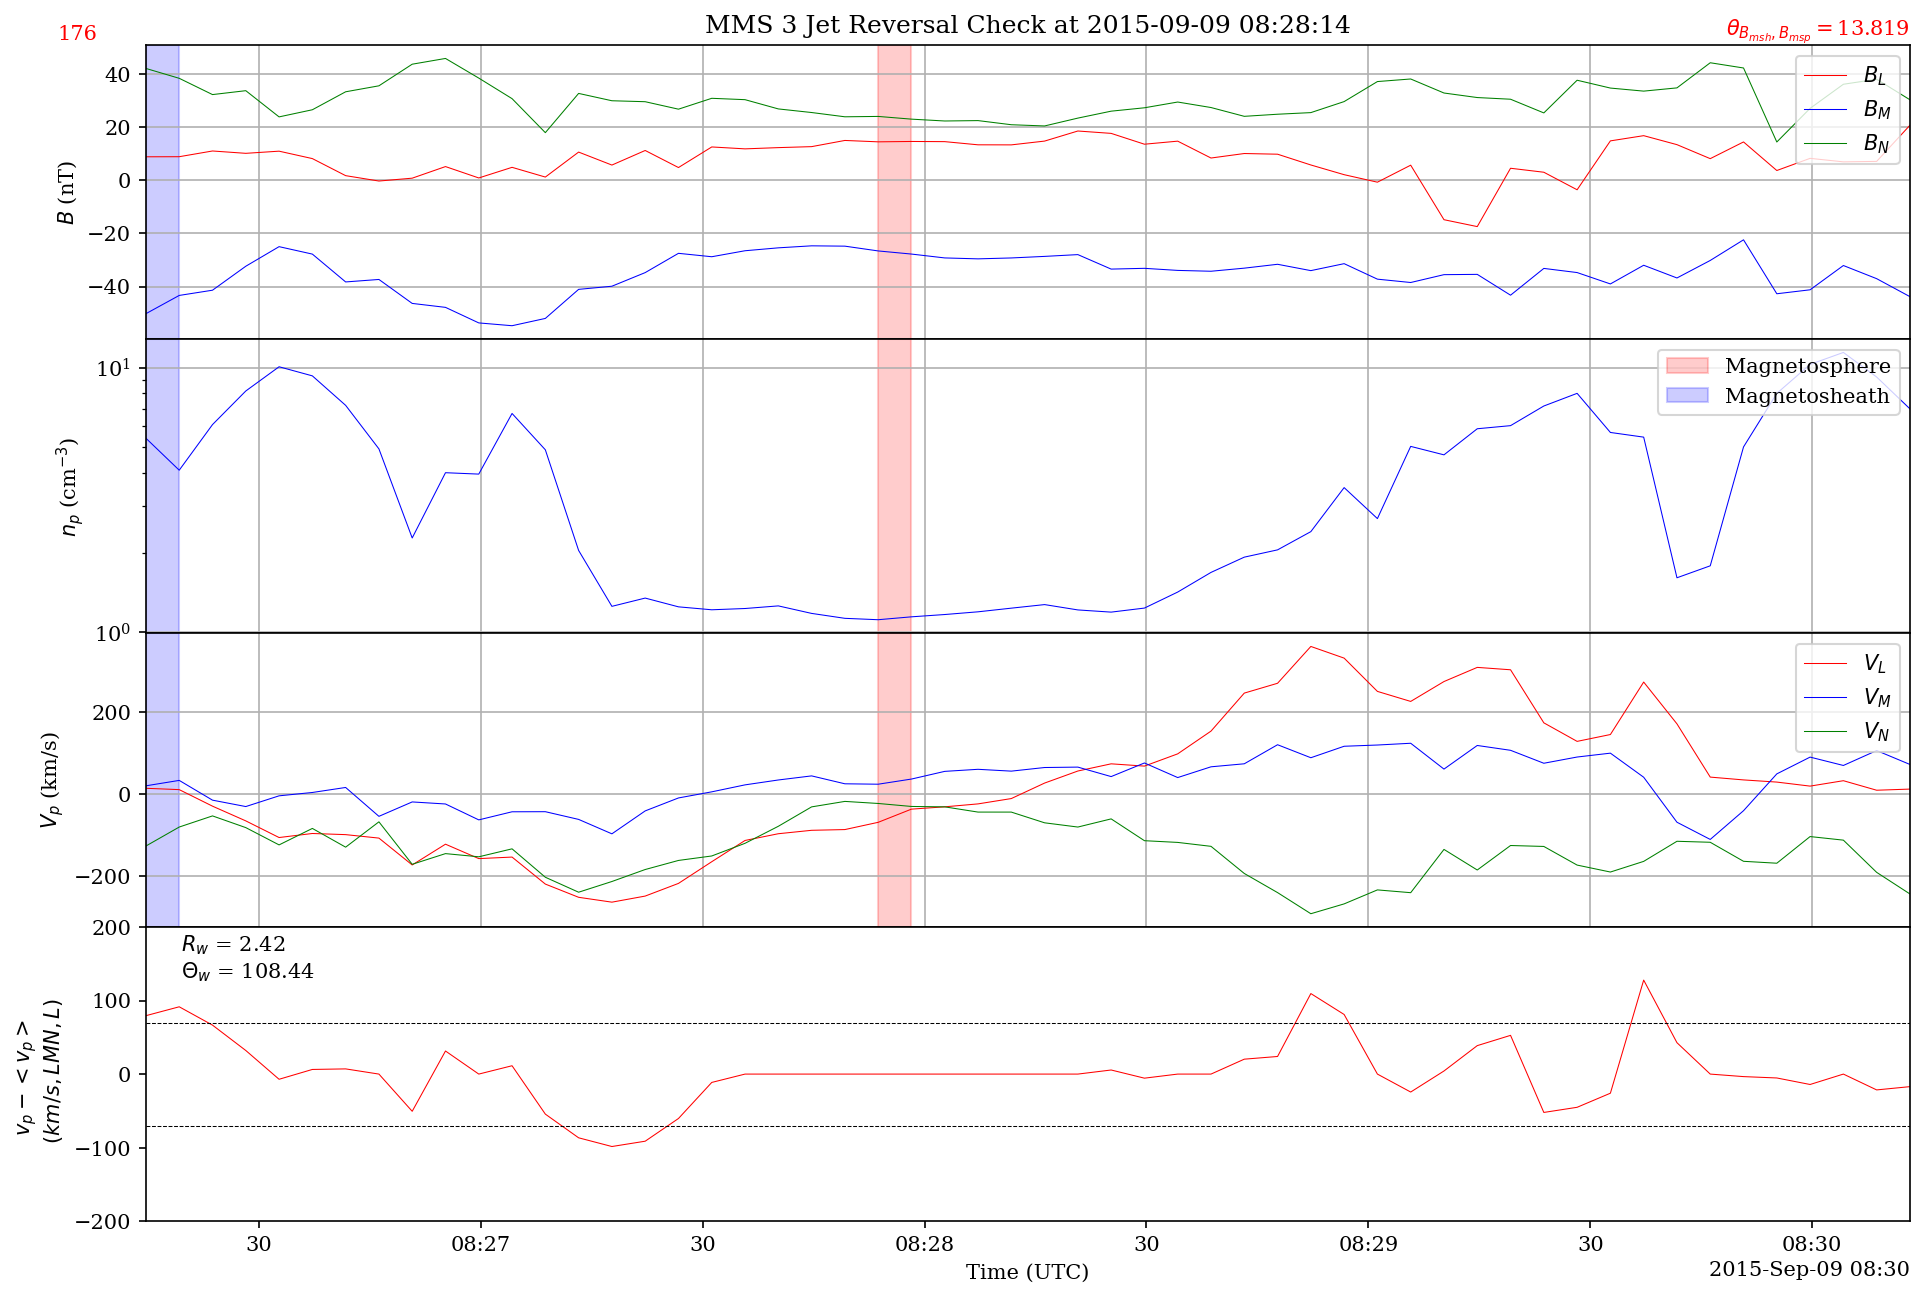 MMS 3 Jet Reversal Check at 2015-09-09 08:28:14
176
θ_{B_{msh}, B_{msp}} = 13.819
40
20
0
−20
−40
B (nT)
B_L
B_M
B_N
10^1
10^0
n_p (cm^{−3})
Magnetosphere
Magnetosheath
200
0
−200
V_p (km/s)
V_L
V_M
V_N
200
100
0
−100
−200
v_p − < v_p >
(km/s, LMN, L)
R_w = 2.42
Θ_w = 108.44
30
08:27
30
08:28
30
08:29
30
08:30
Time (UTC)
2015-Sep-09 08:30